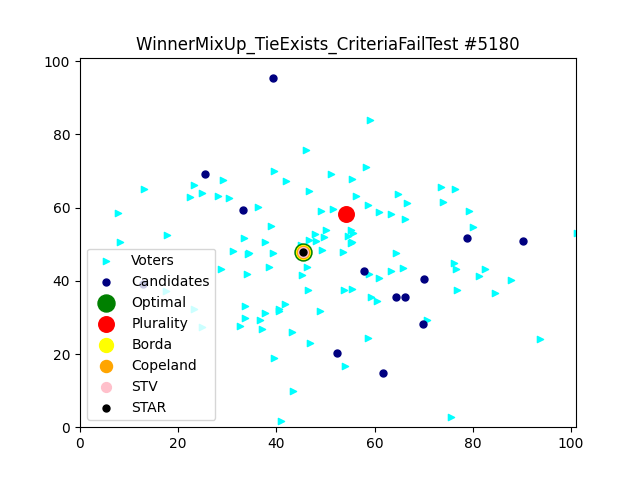 WinnerMixUp_TieExists_CriteriaFailTest #5180
100
80
60
40
20
0
Voters
Candidates
Optimal
Plurality
Borda
Copeland
STV
STAR
0 20 40 60 80 100